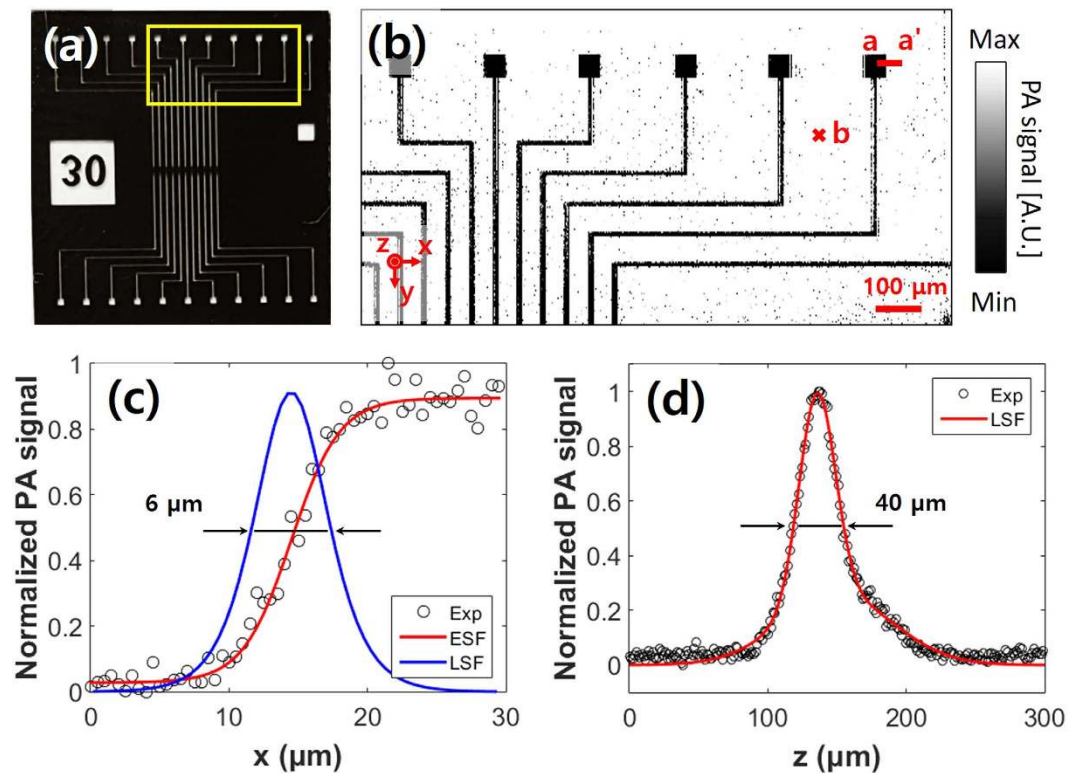 (a)
30
(b)
a a'
b
z x
y
100 µm
Max
PA signal [A.U.]
Min
(c)
Normalized PA signal
1
0.8
0.6
0.4
0.2
0
6 µm
Exp
ESF
LSF
0 10 20 30
x (µm)
(d)
Normalized PA signal
1
0.8
0.6
0.4
0.2
0
40 µm
Exp
LSF
0 100 200 300
z (µm)